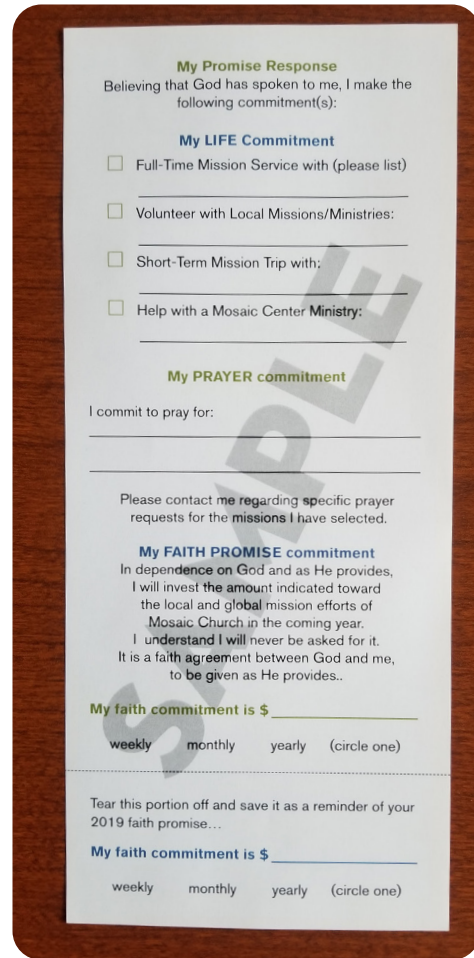 My Promise Response
Believing that God has spoken to me, I make the
following commitment(s):
My LIFE Commitment
Full-Time Mission Service with (please list)
Volunteer with Local Missions/Ministries:
Short-Term Mission Trip with:
Help with a Mosaic Center Ministry:
My PRAYER commitment
I commit to pray for:
Please contact me regarding specific prayer
requests for the missions I have selected.
My FAITH PROMISE commitment
In dependence on God and as He provides,
I will invest the amount indicated toward
the local and global mission efforts of
Mosaic Church in the coming year.
I understand I will never be asked for it.
It is a faith agreement between God and me,
to be given as He provides..
My faith commitment is $
weekly monthly yearly (circle one)
SAMPLE
Tear this portion off and save it as a reminder of your
2019 faith promise...
My faith commitment is $
weekly monthly yearly (circle one)